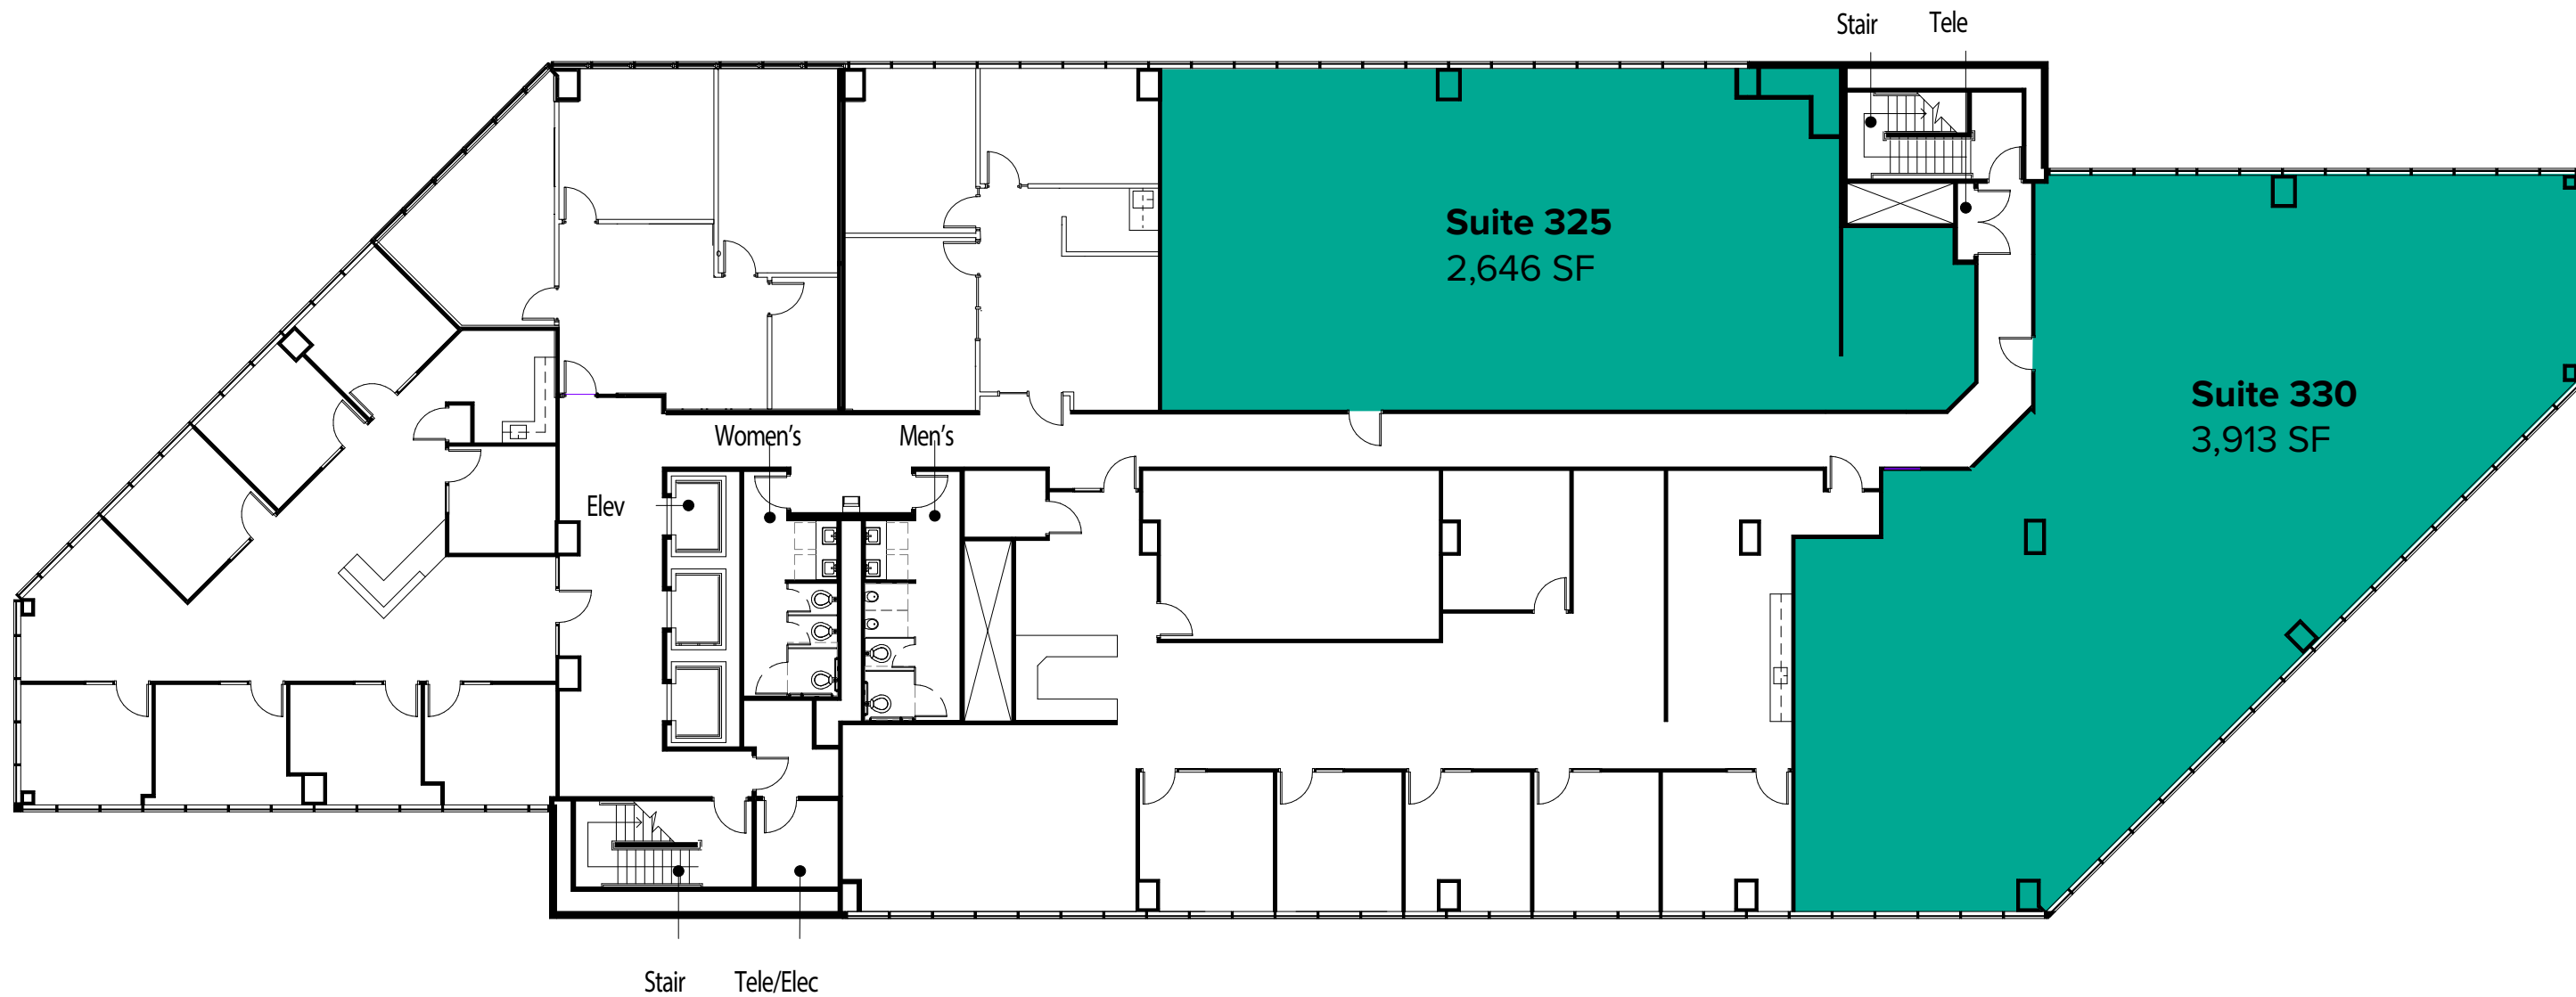 Stair
Tele
Suite 325
2,646 SF
Suite 330
3,913 SF
Women's
Men's
Elev
Stair
Tele/Elec